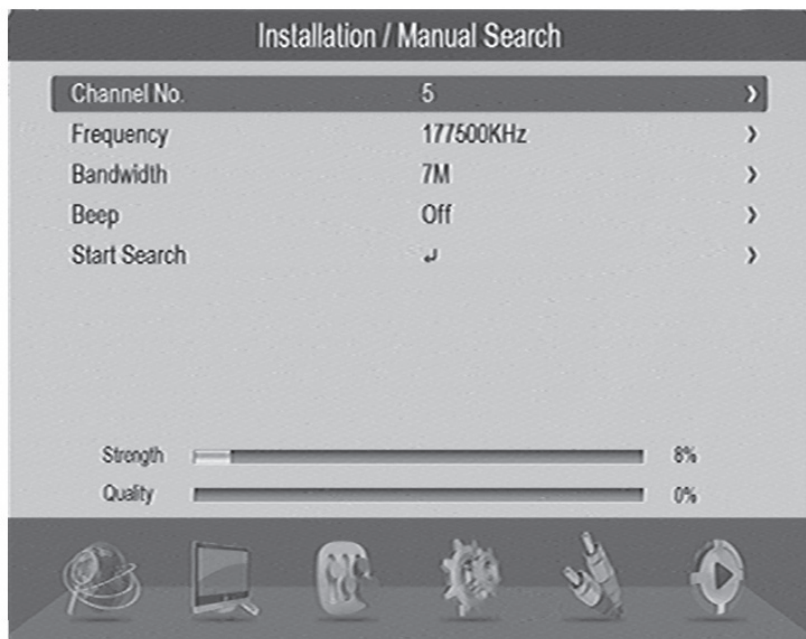 Installation / Manual Search
Channel No. 5 ❯
Frequency 177500KHz ❯
Bandwidth 7M ❯
Beep Off ❯
Start Search ↵ ❯
Strength 8%
Quality 0%